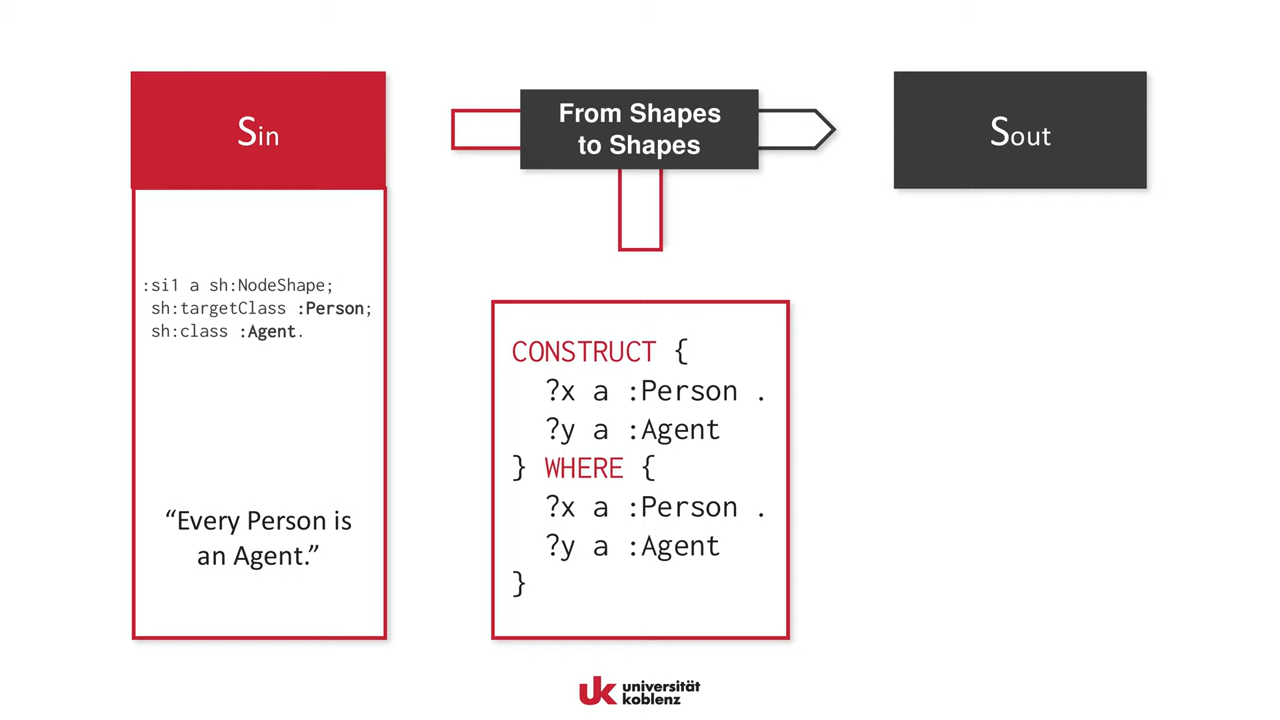 Sin
From Shapes
to Shapes
Sout
:si1 a sh:NodeShape;
sh:targetClass :Person;
sh:class :Agent.
“Every Person is
an Agent.”
CONSTRUCT {
?x a :Person .
?y a :Agent
} WHERE {
?x a :Person .
?y a :Agent
}
uk universität
koblenz